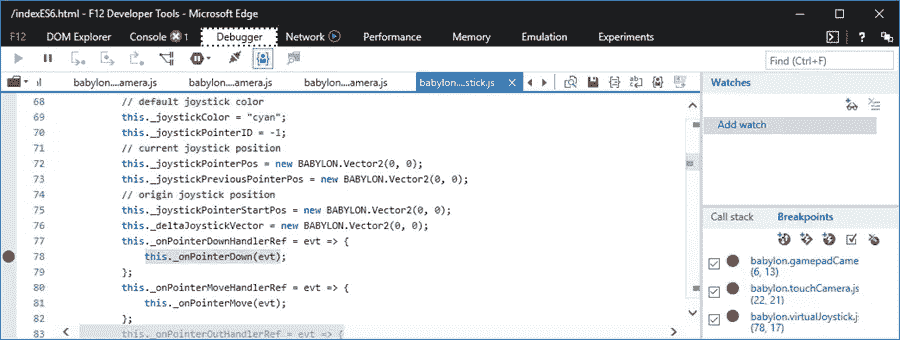 /indexES6.html - F12 Developer Tools - Microsoft Edge
F12 DOM Explorer Console 1 Debugger Network Performance Memory Emulation Experiments ?
Find (Ctrl+F)
babylon....amera.js babylon....amera.js babylon....amera.js babylon....stick.js
Watches
Add watch
68 // default joystick color
69 this._joystickColor = "cyan";
70 this._joystickPointerID = -1;
71 // current joystick position
72 this._joystickPointerPos = new BABYLON.Vector2(0, 0);
73 this._joystickPreviousPointerPos = new BABYLON.Vector2(0, 0);
74 // origin joystick position
75 this._joystickPointerStartPos = new BABYLON.Vector2(0, 0);
76 this._deltaJoystickVector = new BABYLON.Vector2(0, 0);
77 this._onPointerDownHandlerRef = evt => {
78 this._onPointerDown(evt);
79 };
80 this._onPointerMoveHandlerRef = evt => {
81 this._onPointerMove(evt);
82 };
83 this._onPointerOutHandlerRef = evt => {
Call stack Breakpoints
babylon.gamepadCame
(6, 13)
babylon.touchCamera.js
(22, 21)
babylon.virtualJoystick.j
(78, 17)